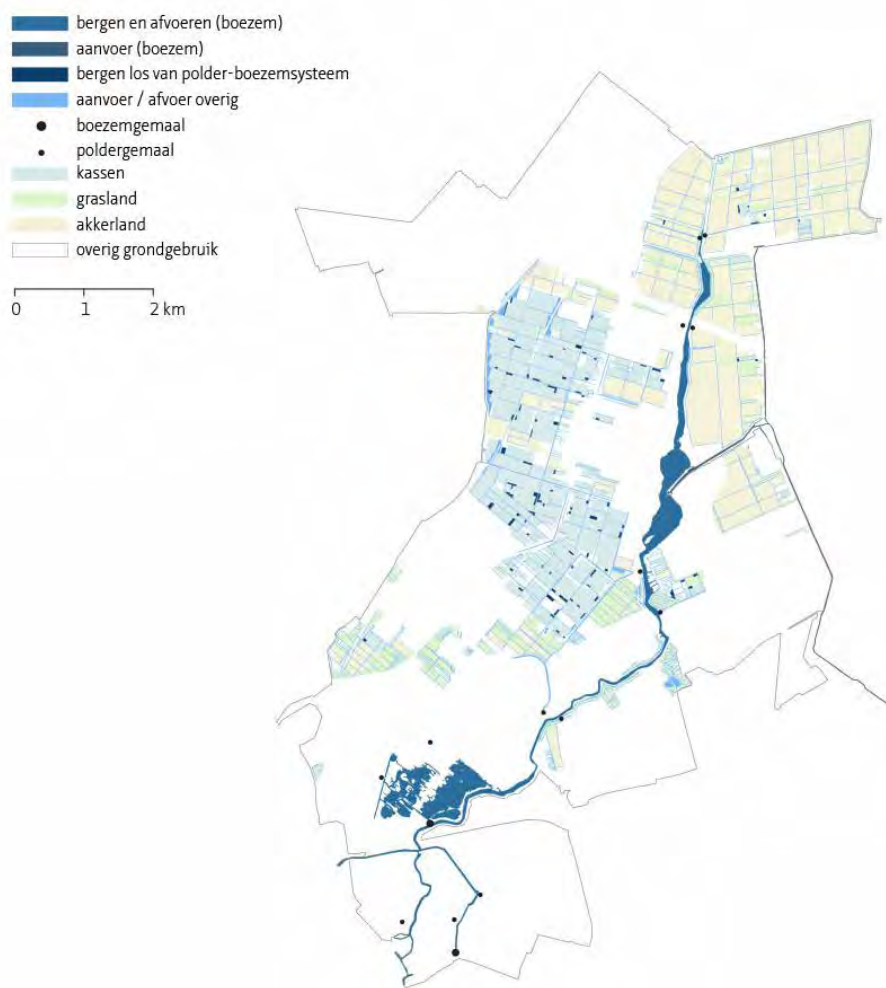 bergen en afvoeren (boezem)
aanvoer (boezem)
bergen los van polder-boezemsysteem
aanvoer / afvoer overig
boezemgemaal
poldergemaal
kassen
grasland
akkerland
overig grondgebruik
0 1 2 km